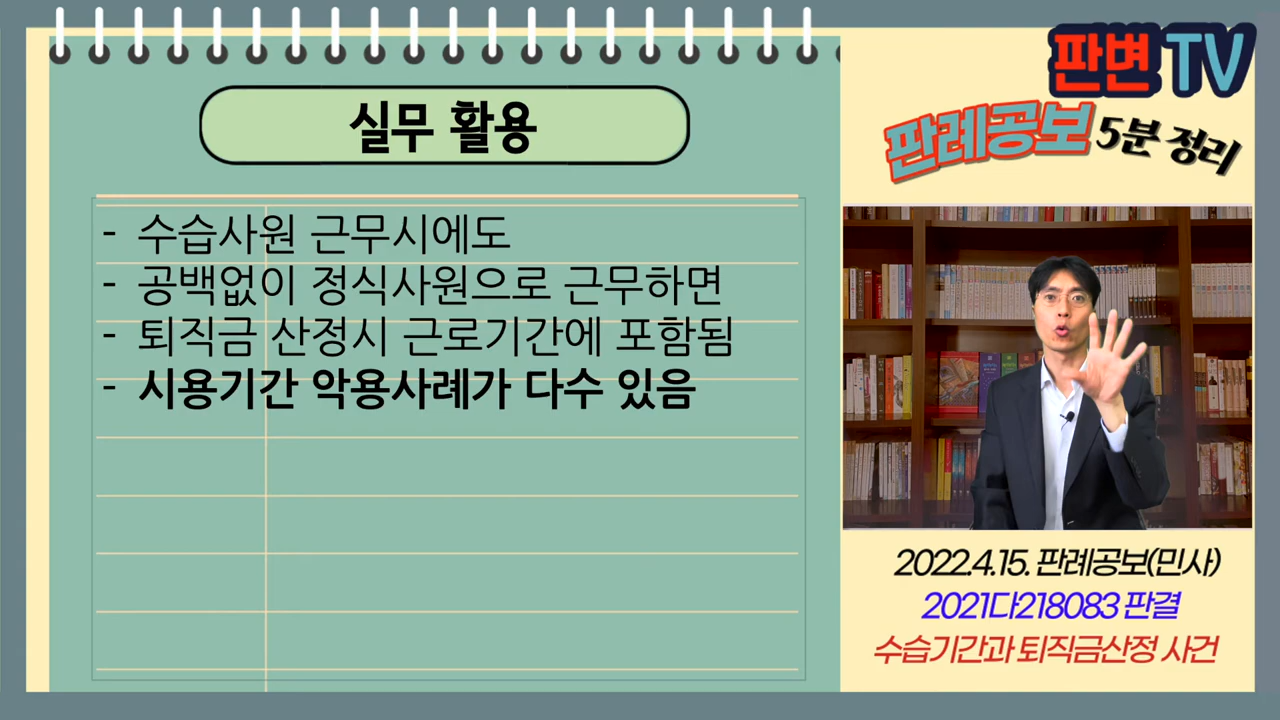 실무 활용
- 수습사원 근무시에도
- 공백없이 정식사원으로 근무하면
- 퇴직금 산정시 근로기간에 포함됨
- 시용기간 악용사례가 다수 있음
판변 TV
판례공보 5분 정리
2022.4.15. 판례공보(민사)
2021다218083 판결
수습기간과 퇴직금산정 사건